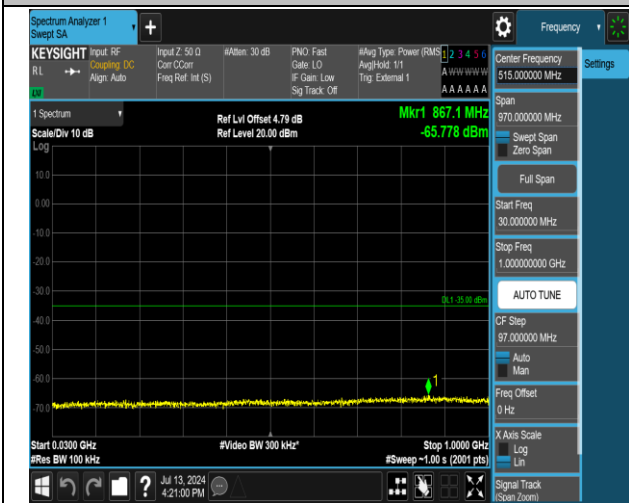 Spectrum Analyzer 1
Swept SA
Frequency
KEYSIGHT
RL
LXI
Input: RF
Coupling: DC
Align: Auto
Input Z: 50 Ω
Corr CCorr
Freq Ref: Int (S)
#Atten: 30 dB
PNO: Fast
Gate: LO
IF Gain: Low
Sig Track: Off
#Avg Type: Power (RMS
Avg|Hold: 1/1
Trig: External 1
1 2 3 4 5 6
A W W W W W
A A A A A A
1 Spectrum
Scale/Div 10 dB
Log
Ref Lvl Offset 4.79 dB
Ref Level 20.00 dBm
Mkr1 867.1 MHz
-65.778 dBm
10.0
0.00
-10.0
-20.0
-30.0
DL1 -35.00 dBm
-40.0
-50.0
-60.0
1
-70.0
Start 0.0300 GHz
#Res BW 100 kHz
#Video BW 300 kHz*
Stop 1.0000 GHz
#Sweep ~1.00 s (2001 pts)
Jul 13, 2024
4:21:00 PM
Center Frequency
515.000000 MHz
Settings
Span
970.000000 MHz
Swept Span
Zero Span
Full Span
Start Freq
30.000000 MHz
Stop Freq
1.000000000 GHz
AUTO TUNE
CF Step
97.000000 MHz
Auto
Man
Freq Offset
0 Hz
X Axis Scale
Log
Lin
Signal Track
(Span Zoom)